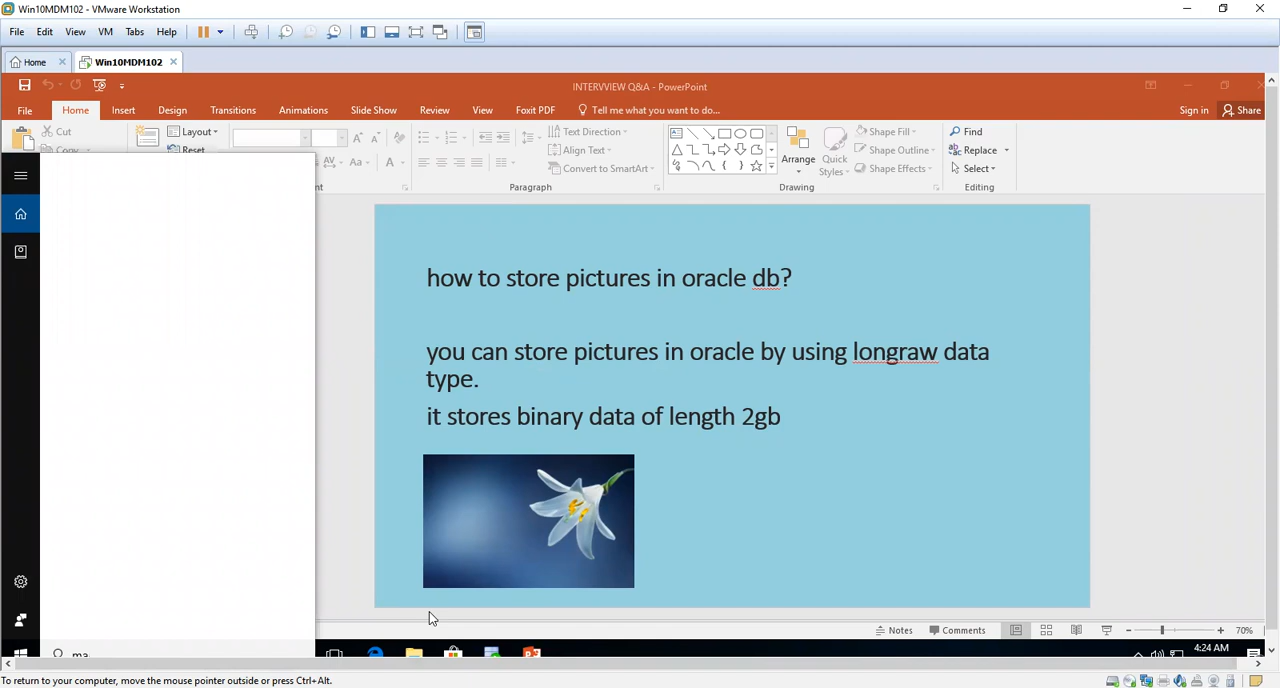 Win10MDM102 - VMware Workstation
File Edit View VM Tabs Help
Home Win10MDM102
INTERVVIEW Q&A - PowerPoint
File Home Insert Design Transitions Animations Slide Show Review View Foxit PDF Tell me what you want to do... Sign in Share
Cut Layout Text Direction Shape Fill Find
Copy Reset Align Text Arrange Quick Shape Outline Replace
AV Aa A Convert to SmartArt Styles Shape Effects Select
Paragraph Drawing Editing
how to store pictures in oracle db?
you can store pictures in oracle by using longraw data
type.
it stores binary data of length 2gb
Notes Comments 70%
ma 4:24 AM
To return to your computer, move the mouse pointer outside or press Ctrl+Alt.